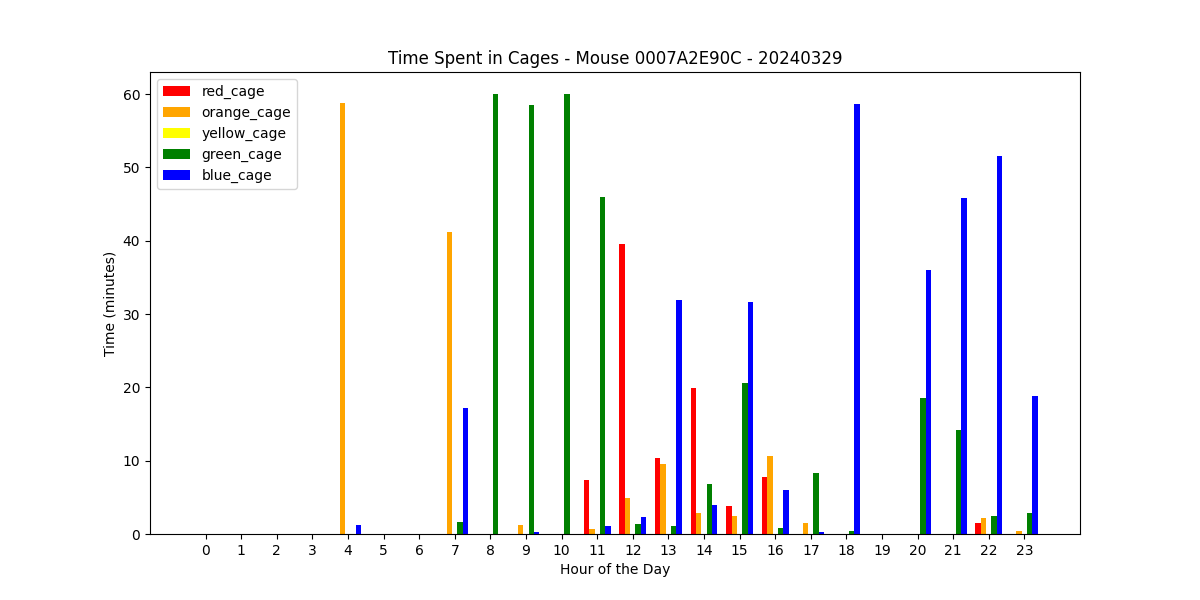 Time Spent in Cages - Mouse 0007A2E90C - 20240329
red_cage
orange_cage
yellow_cage
green_cage
blue_cage
Time (minutes)
60
50
40
30
20
10
0
0 1 2 3 4 5 6 7 8 9 10 11 12 13 14 15 16 17 18 19 20 21 22 23
Hour of the Day